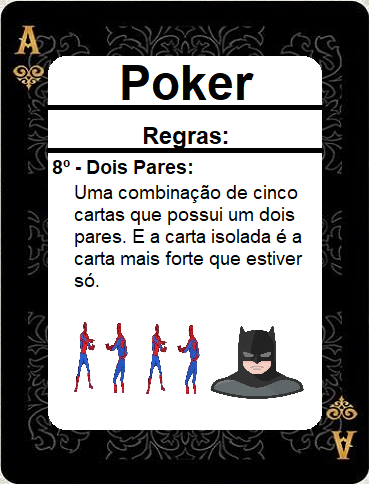 A
Poker
Regras:
8º - Dois Pares:
Uma combinação de cinco
cartas que possui um dois
pares. E a carta isolada é a
carta mais forte que estiver
só.
A